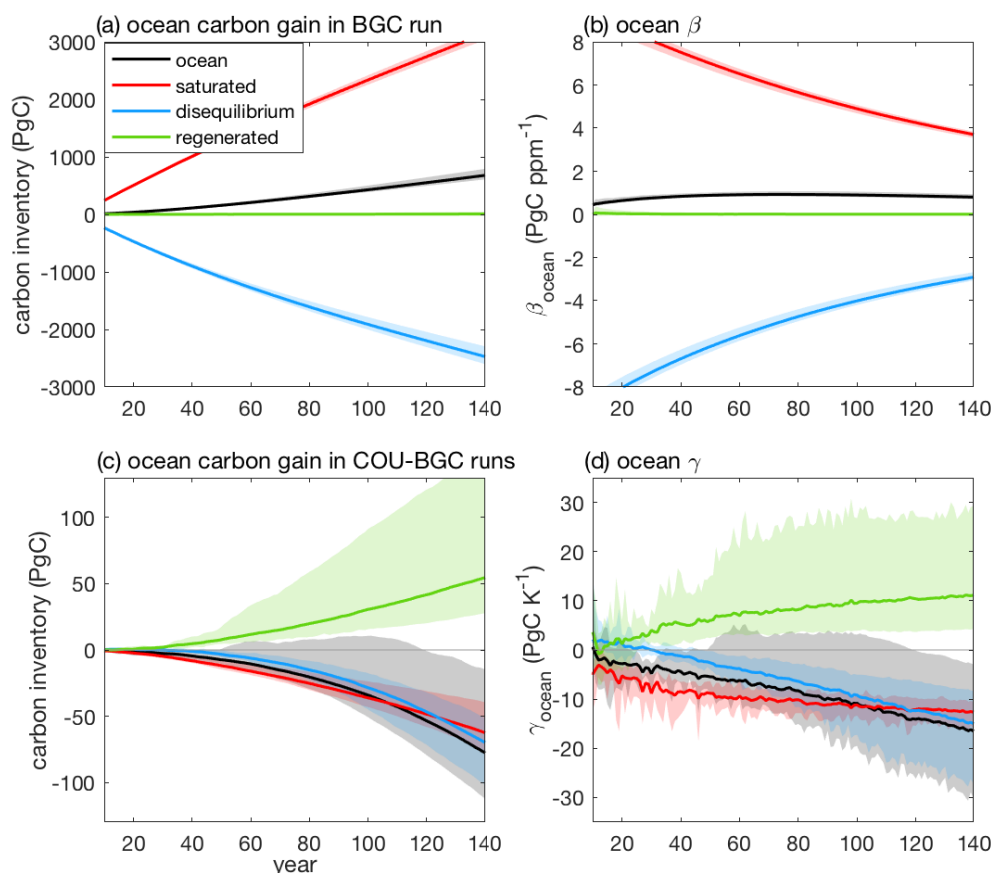 (a) ocean carbon gain in BGC run
carbon inventory (PgC)
3000
2000
1000
0
-1000
-2000
-3000
ocean
saturated
disequilibrium
regenerated
20 40 60 80 100 120 140
(b) ocean β
βocean (PgC ppm⁻¹)
8
6
4
2
0
-2
-4
-6
-8
20 40 60 80 100 120 140
(c) ocean carbon gain in COU-BGC runs
carbon inventory (PgC)
100
50
0
-50
-100
20 40 60 80 100 120 140
year
(d) ocean γ
γocean (PgC K⁻¹)
30
20
10
0
-10
-20
-30
20 40 60 80 100 120 140